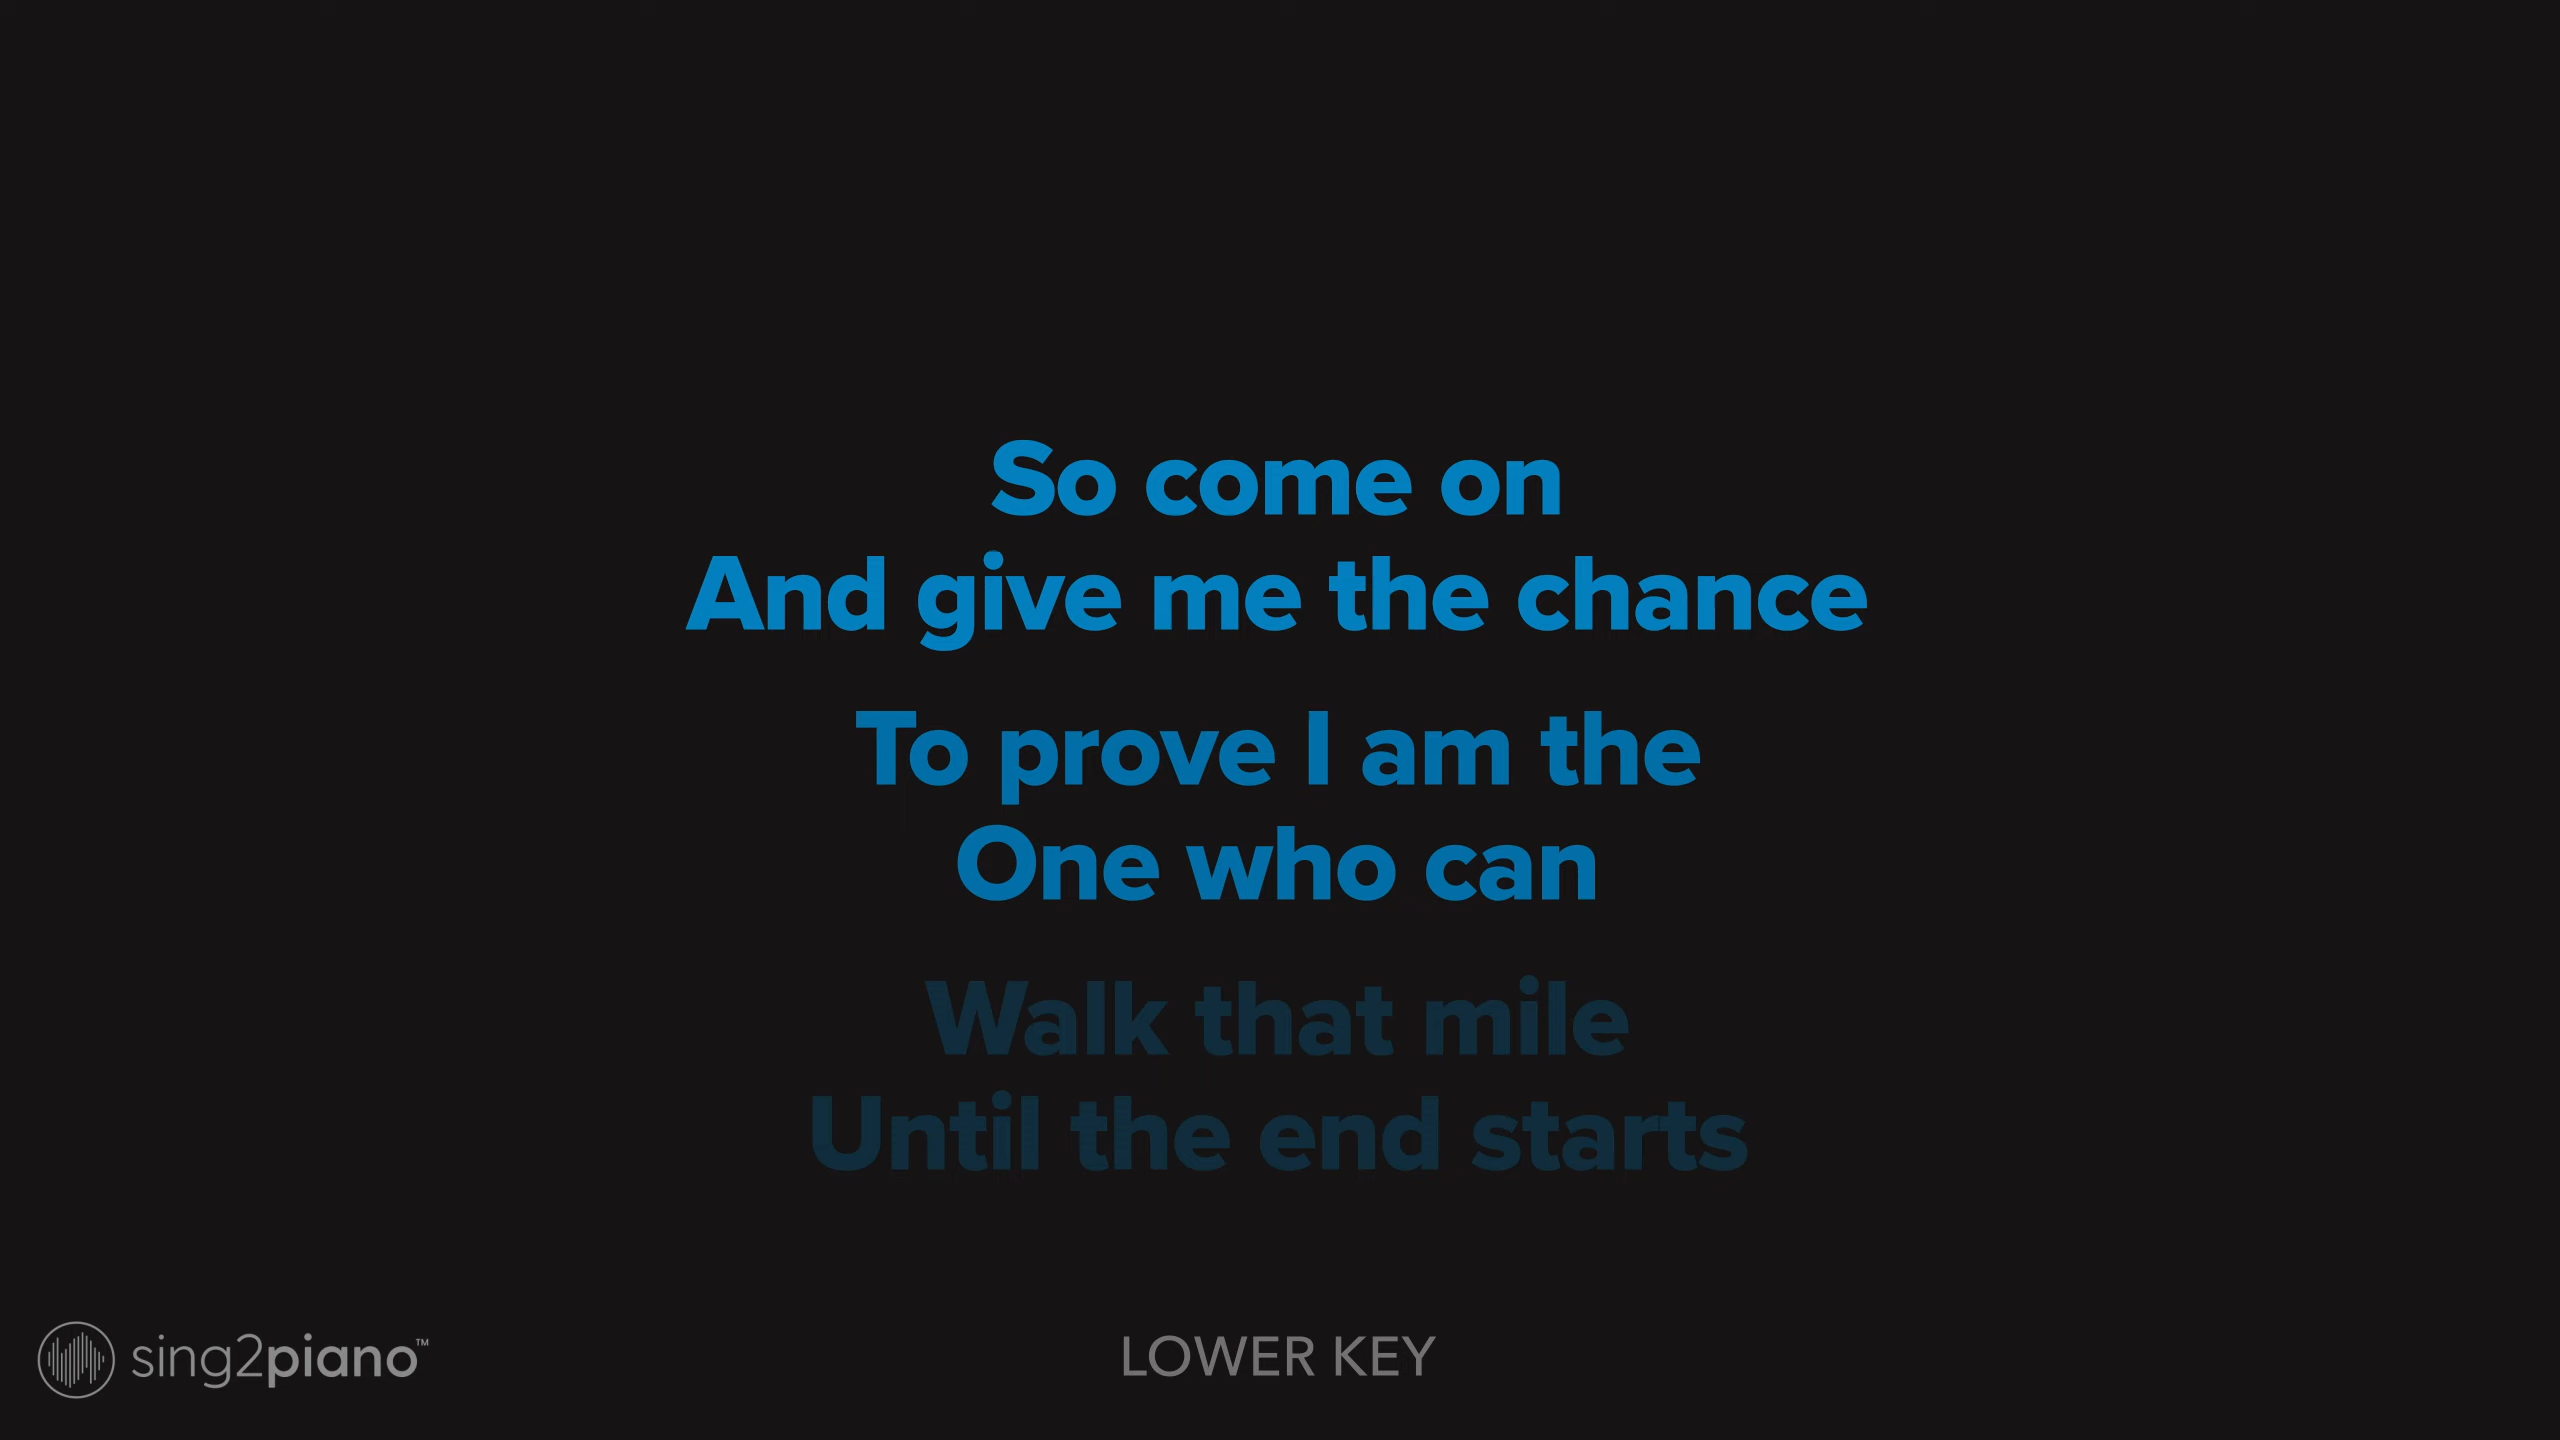 So come on
And give me the chance
To prove I am the
One who can
Walk that mile
Until the end starts
sing2piano™
LOWER KEY